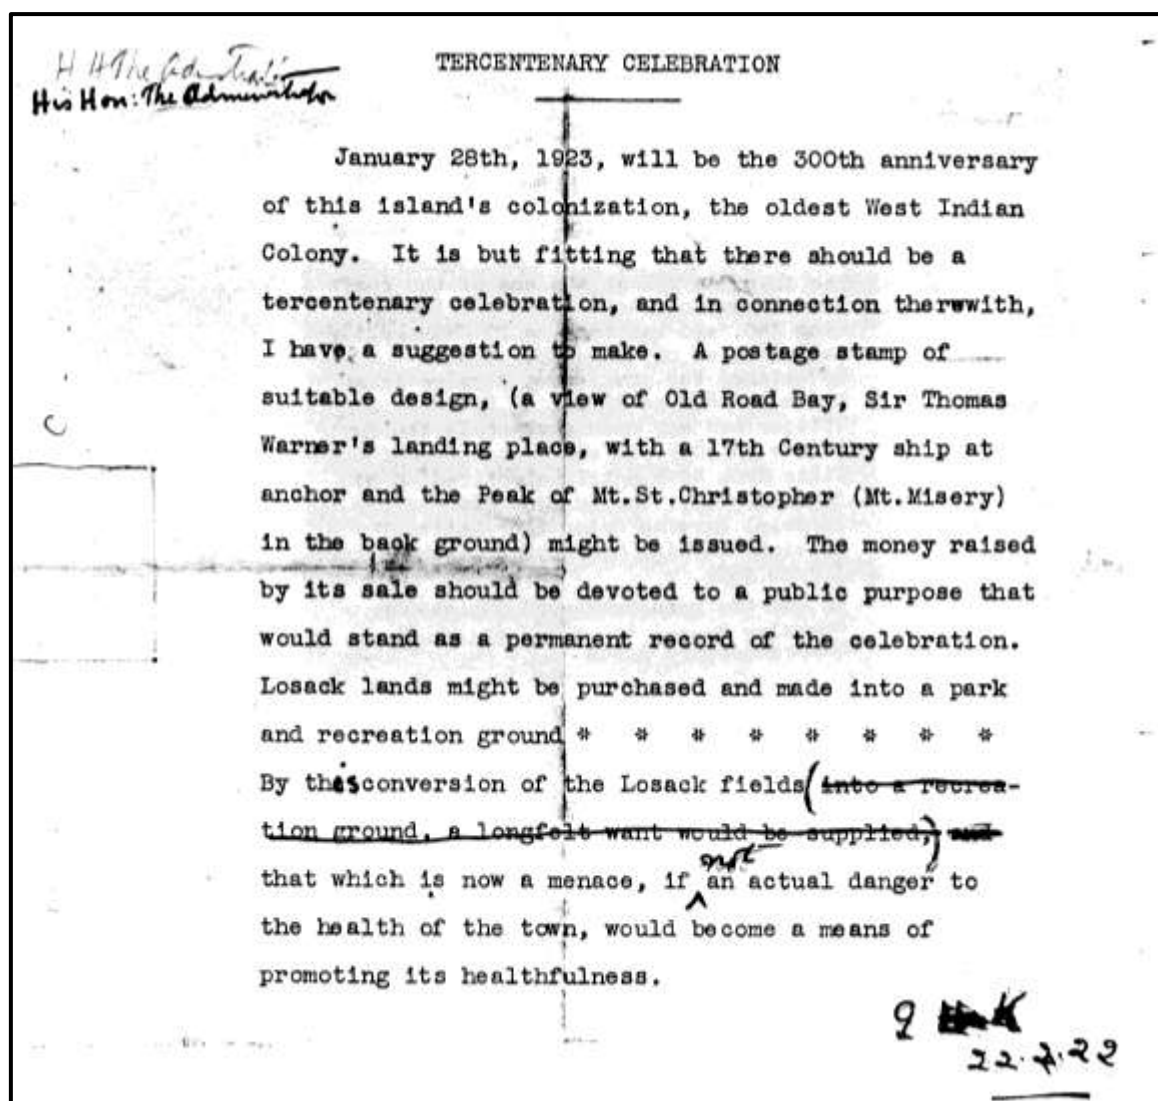 H H The
TERCENTENARY CELEBRATION
His Hon: The Administrator
January 28th, 1923, will be the 300th anniversary
of this island's colonization, the oldest West Indian
Colony. It is but fitting that there should be a
tercentenary celebration, and in connection therwwith,
I have a suggestion to make. A postage stamp of
suitable design, (a view of Old Road Bay, Sir Thomas
Warner's landing place, with a 17th Century ship at
anchor and the Peak of Mt.St.Christopher (Mt.Misery)
in the back ground) might be issued. The money raised
by its sale should be devoted to a public purpose that
would stand as a permanent record of the celebration.
Losack lands might be purchased and made into a park
and recreation ground * * * * * * * *
By this conversion of the Losack fields (into a recrea-
tion ground, a longfelt want would be supplied,) and
that which is now a menace, if not an actual danger to
the health of the town, would become a means of
promoting its healthfulness.
22.7.22